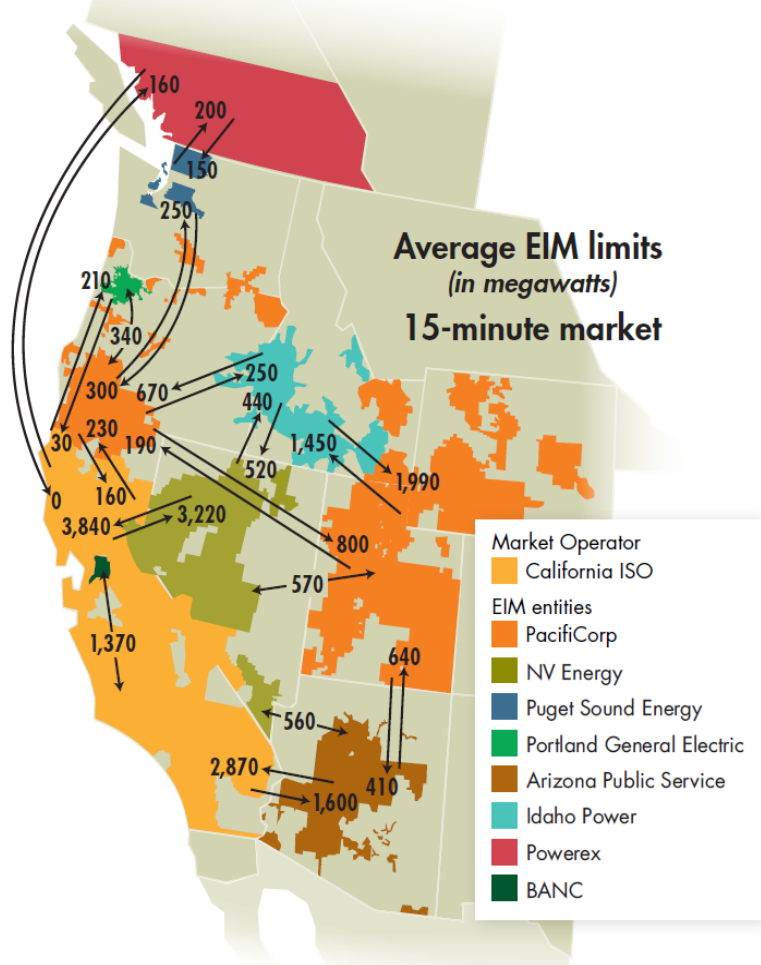 160
200
150
250
Average EIM limits
(in megawatts)
15-minute market
210
340
300
670
250
440
230
30
190
1,450
520
1,990
0
160
3,840
3,220
800
570
1,370
640
560
2,870
410
1,600
Market Operator
California ISO
EIM entities
PacifiCorp
NV Energy
Puget Sound Energy
Portland General Electric
Arizona Public Service
Idaho Power
Powerex
BANC